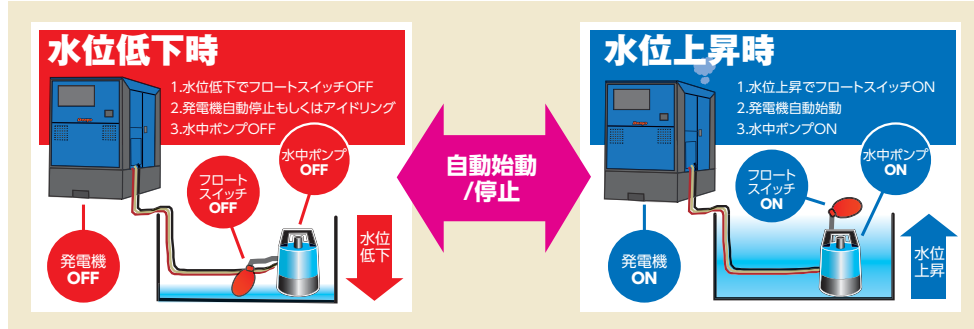 水位低下時
1.水位低下でフロートスイッチOFF
2.発電機自動停止もしくはアイドリング
3.水中ポンプOFF
水中ポンプ
OFF
フロート
スイッチ
OFF
発電機
OFF
水位
低下
自動始動
/停止
水位上昇時
1.水位上昇でフロートスイッチON
2.発電機自動始動
3.水中ポンプON
水中ポンプ
ON
フロート
スイッチ
ON
発電機
ON
水位
上昇